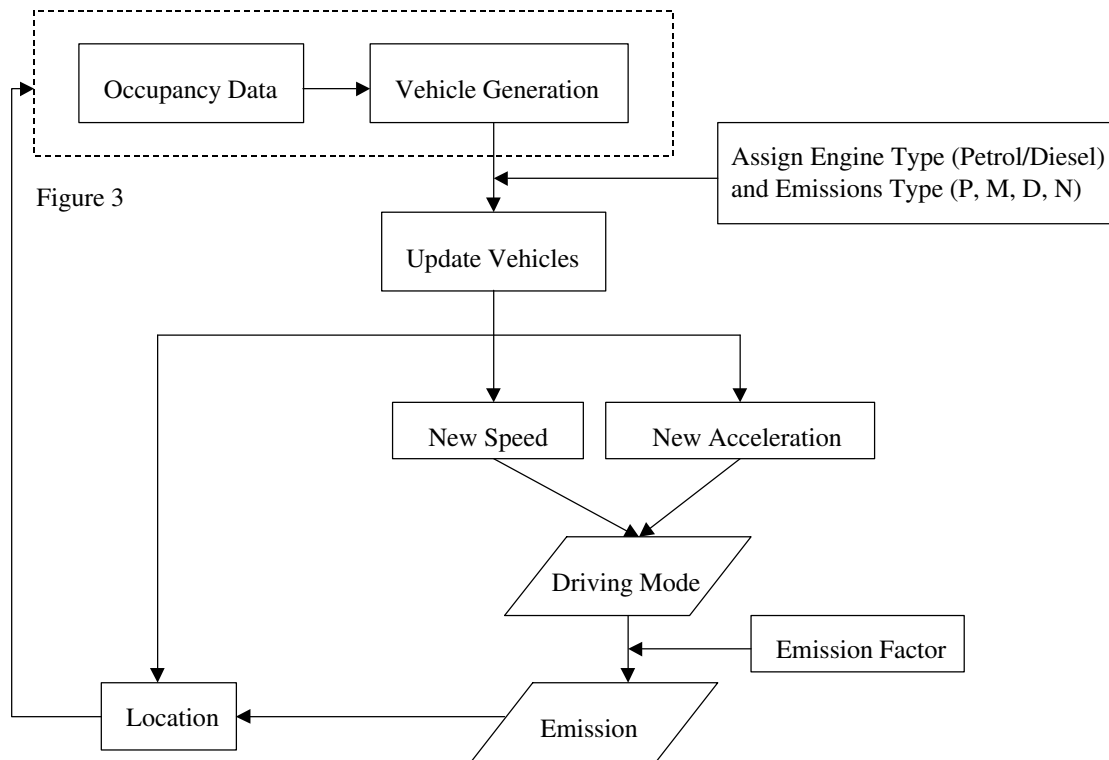 Occupancy Data
Vehicle Generation
Assign Engine Type (Petrol/Diesel)
and Emissions Type (P, M, D, N)
Figure 3
Update Vehicles
New Speed
New Acceleration
Driving Mode
Emission Factor
Location
Emission